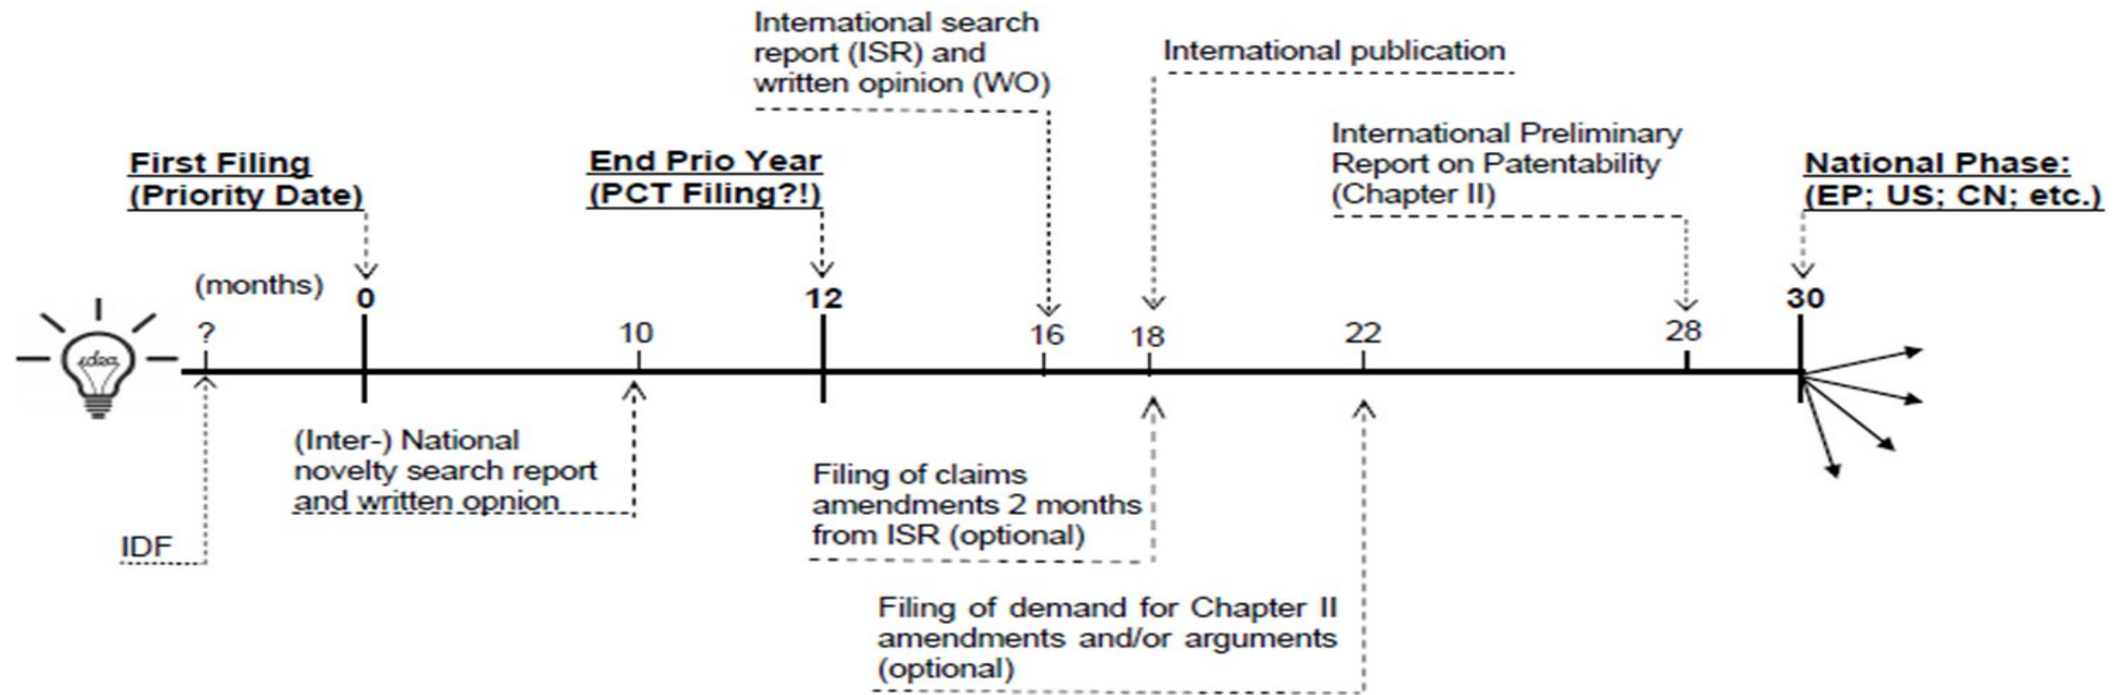 International search
report (ISR) and
written opinion (WO)
International publication
International Preliminary
Report on Patentability
(Chapter II)
First Filing
(Priority Date)
End Prio Year
(PCT Filing?!)
National Phase:
(EP; US; CN; etc.)
(months)
0
12
30
?
10
16
18
22
28
idea
(Inter-) National
novelty search report
and written opnion
IDF
Filing of claims
amendments 2 months
from ISR (optional)
Filing of demand for Chapter II
amendments and/or arguments
(optional)